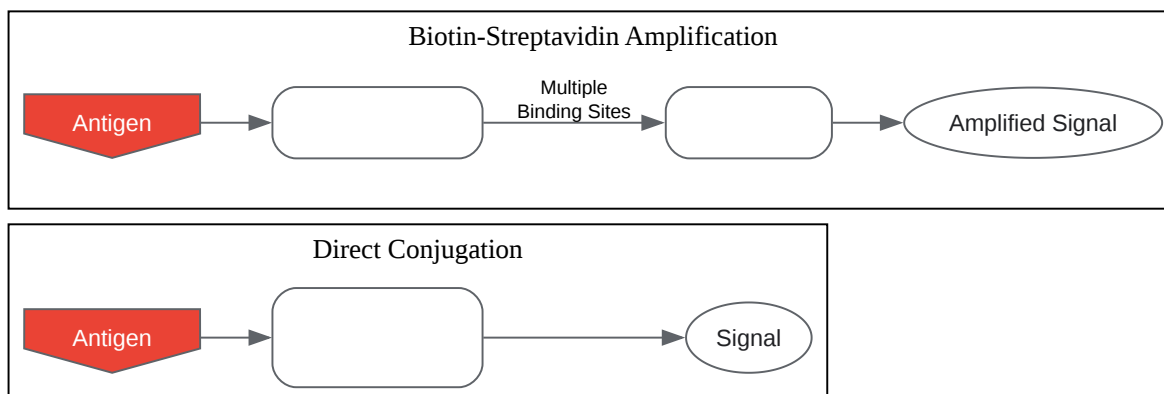 Biotin-Streptavidin Amplification
Antigen
Multiple
Binding Sites
Amplified Signal
Direct Conjugation
Antigen
Signal